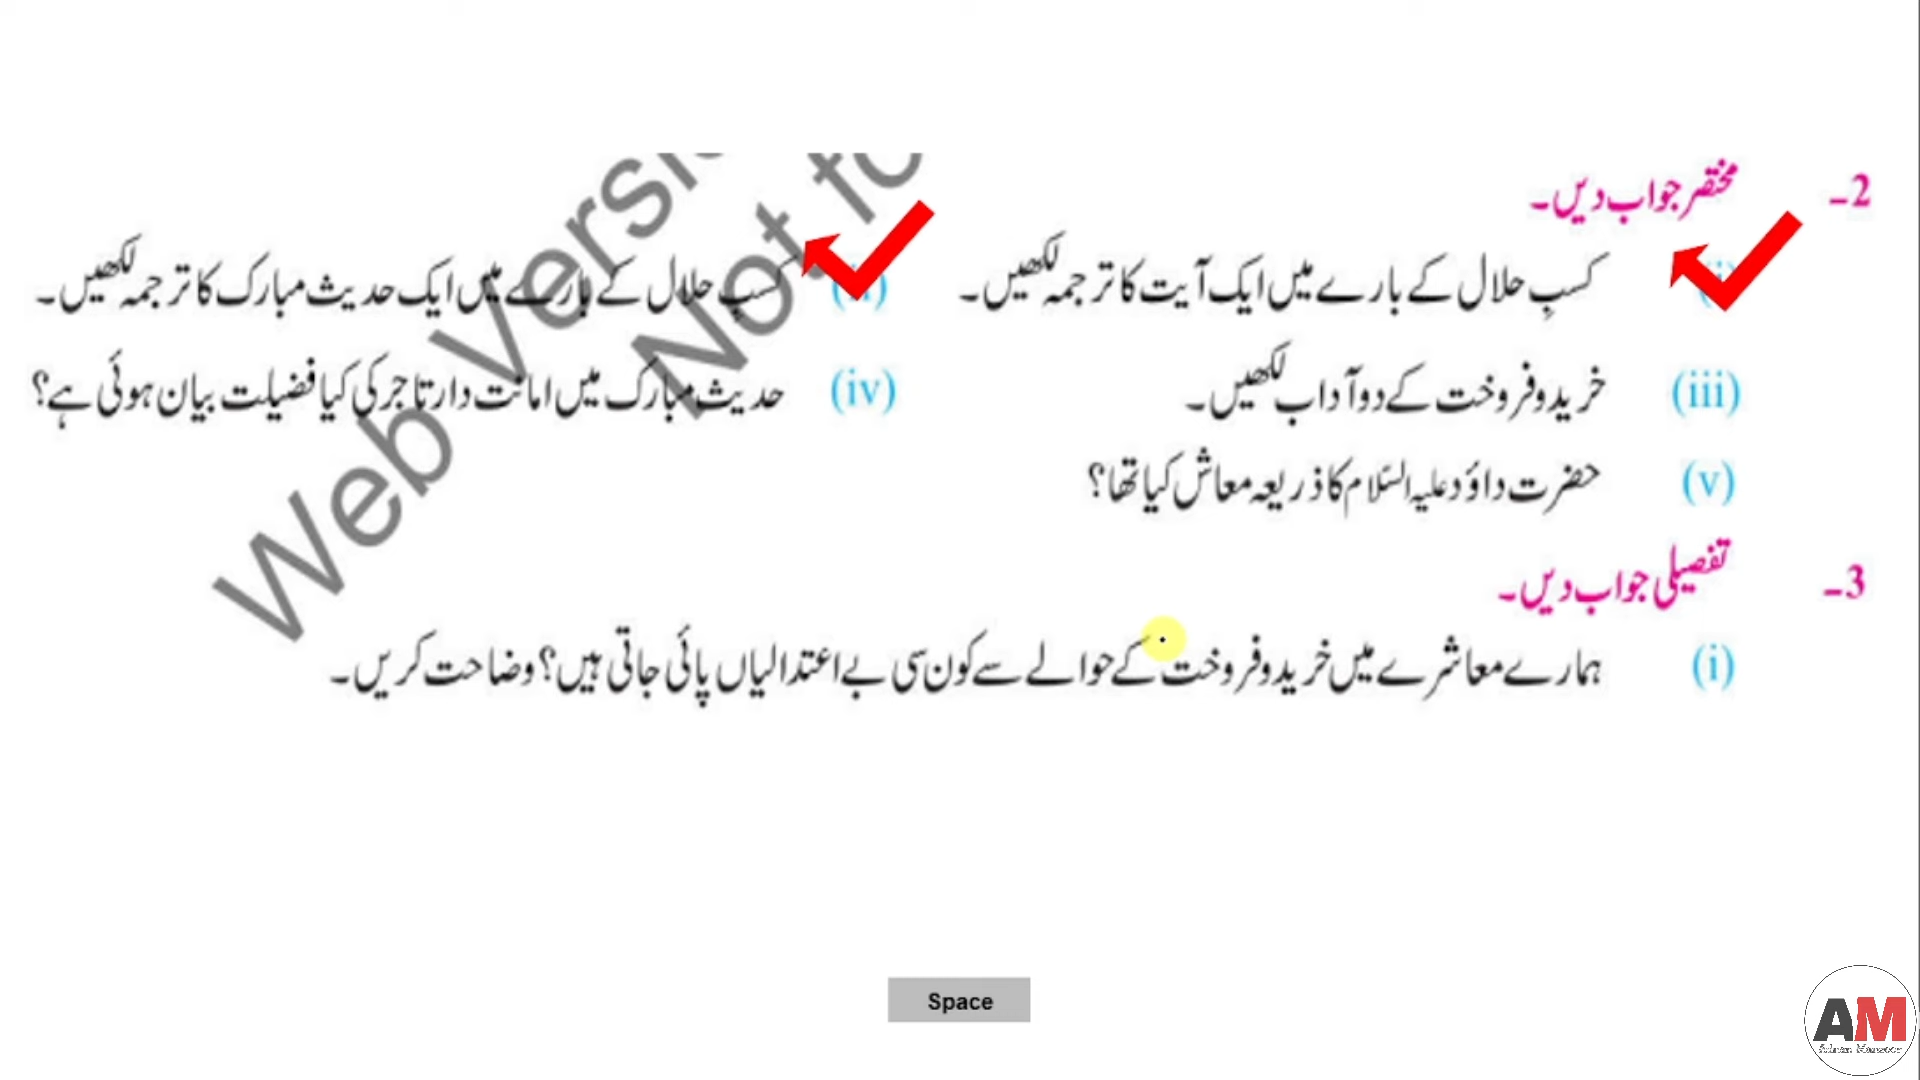 2۔ مختصر جواب دیں۔
(i) کسبِ حلال کے بارے میں ایک آیت کا ترجمہ لکھیں۔ (ii) کسبِ حلال کے بارے میں ایک حدیث مبارک کا ترجمہ لکھیں۔
(iii) خرید و فروخت کے دو آداب لکھیں۔ (iv) حدیث مبارک میں امانت دار تاجر کی کیا فضیلت بیان ہوئی ہے؟
(v) حضرت داؤد علیہ السّلام کا ذریعہ معاش کیا تھا؟
3۔ تفصیلی جواب دیں۔
(i) ہمارے معاشرے میں خرید و فروخت کے حوالے سے کون سی بے اعتدالیاں پائی جاتی ہیں؟ وضاحت کریں۔
Web Versi
Not fo
Space
AM